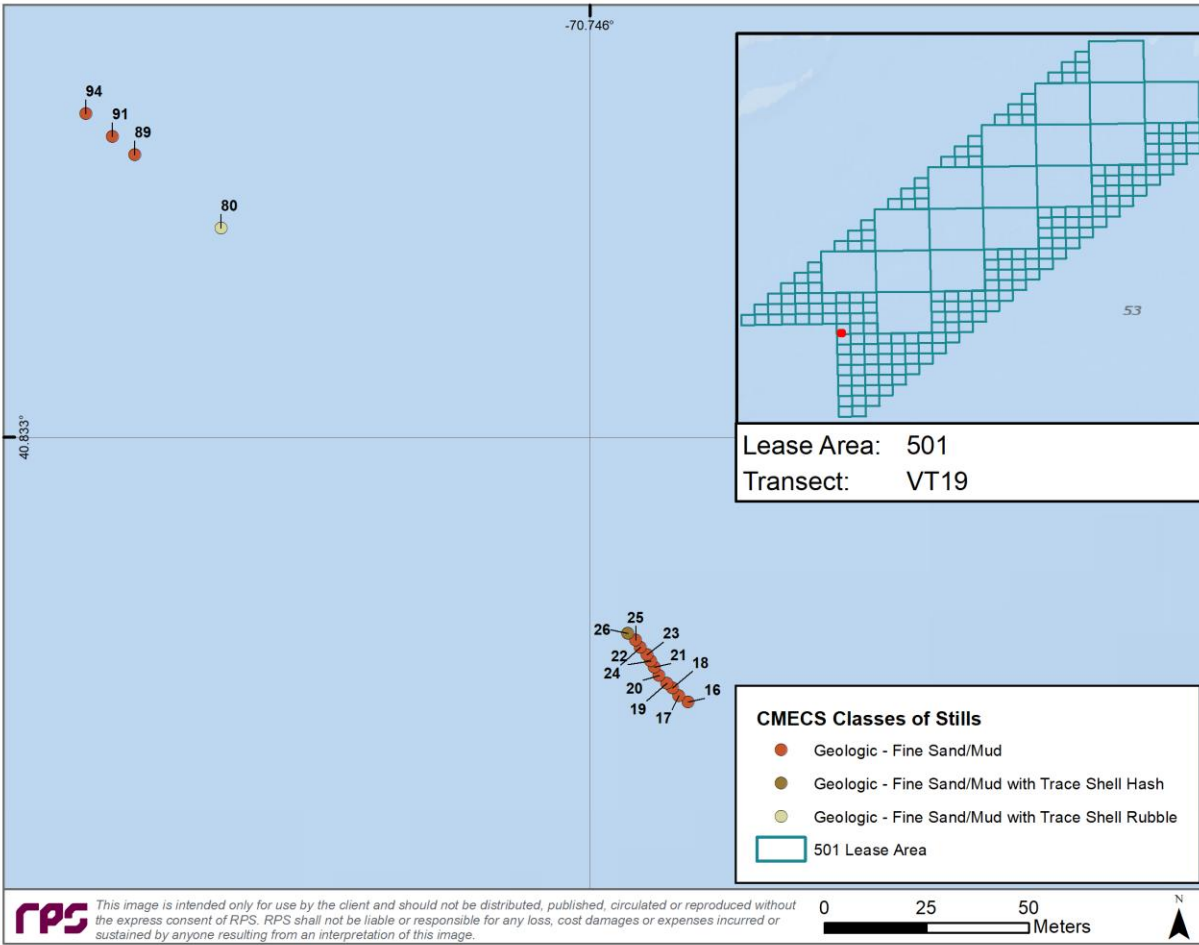 -70.746°
94
91
89
80
40.833°
53
Lease Area: 501
Transect: VT19
25
26
23
22
21
24
18
20
16
19
17
CMECS Classes of Stills
Geologic - Fine Sand/Mud
Geologic - Fine Sand/Mud with Trace Shell Hash
Geologic - Fine Sand/Mud with Trace Shell Rubble
501 Lease Area
rps
This image is intended only for use by the client and should not be distributed, published, circulated or reproduced without
the express consent of RPS. RPS shall not be liable or responsible for any loss, cost damages or expenses incurred or
sustained by anyone resulting from an interpretation of this image.
0 25 50
Meters
N